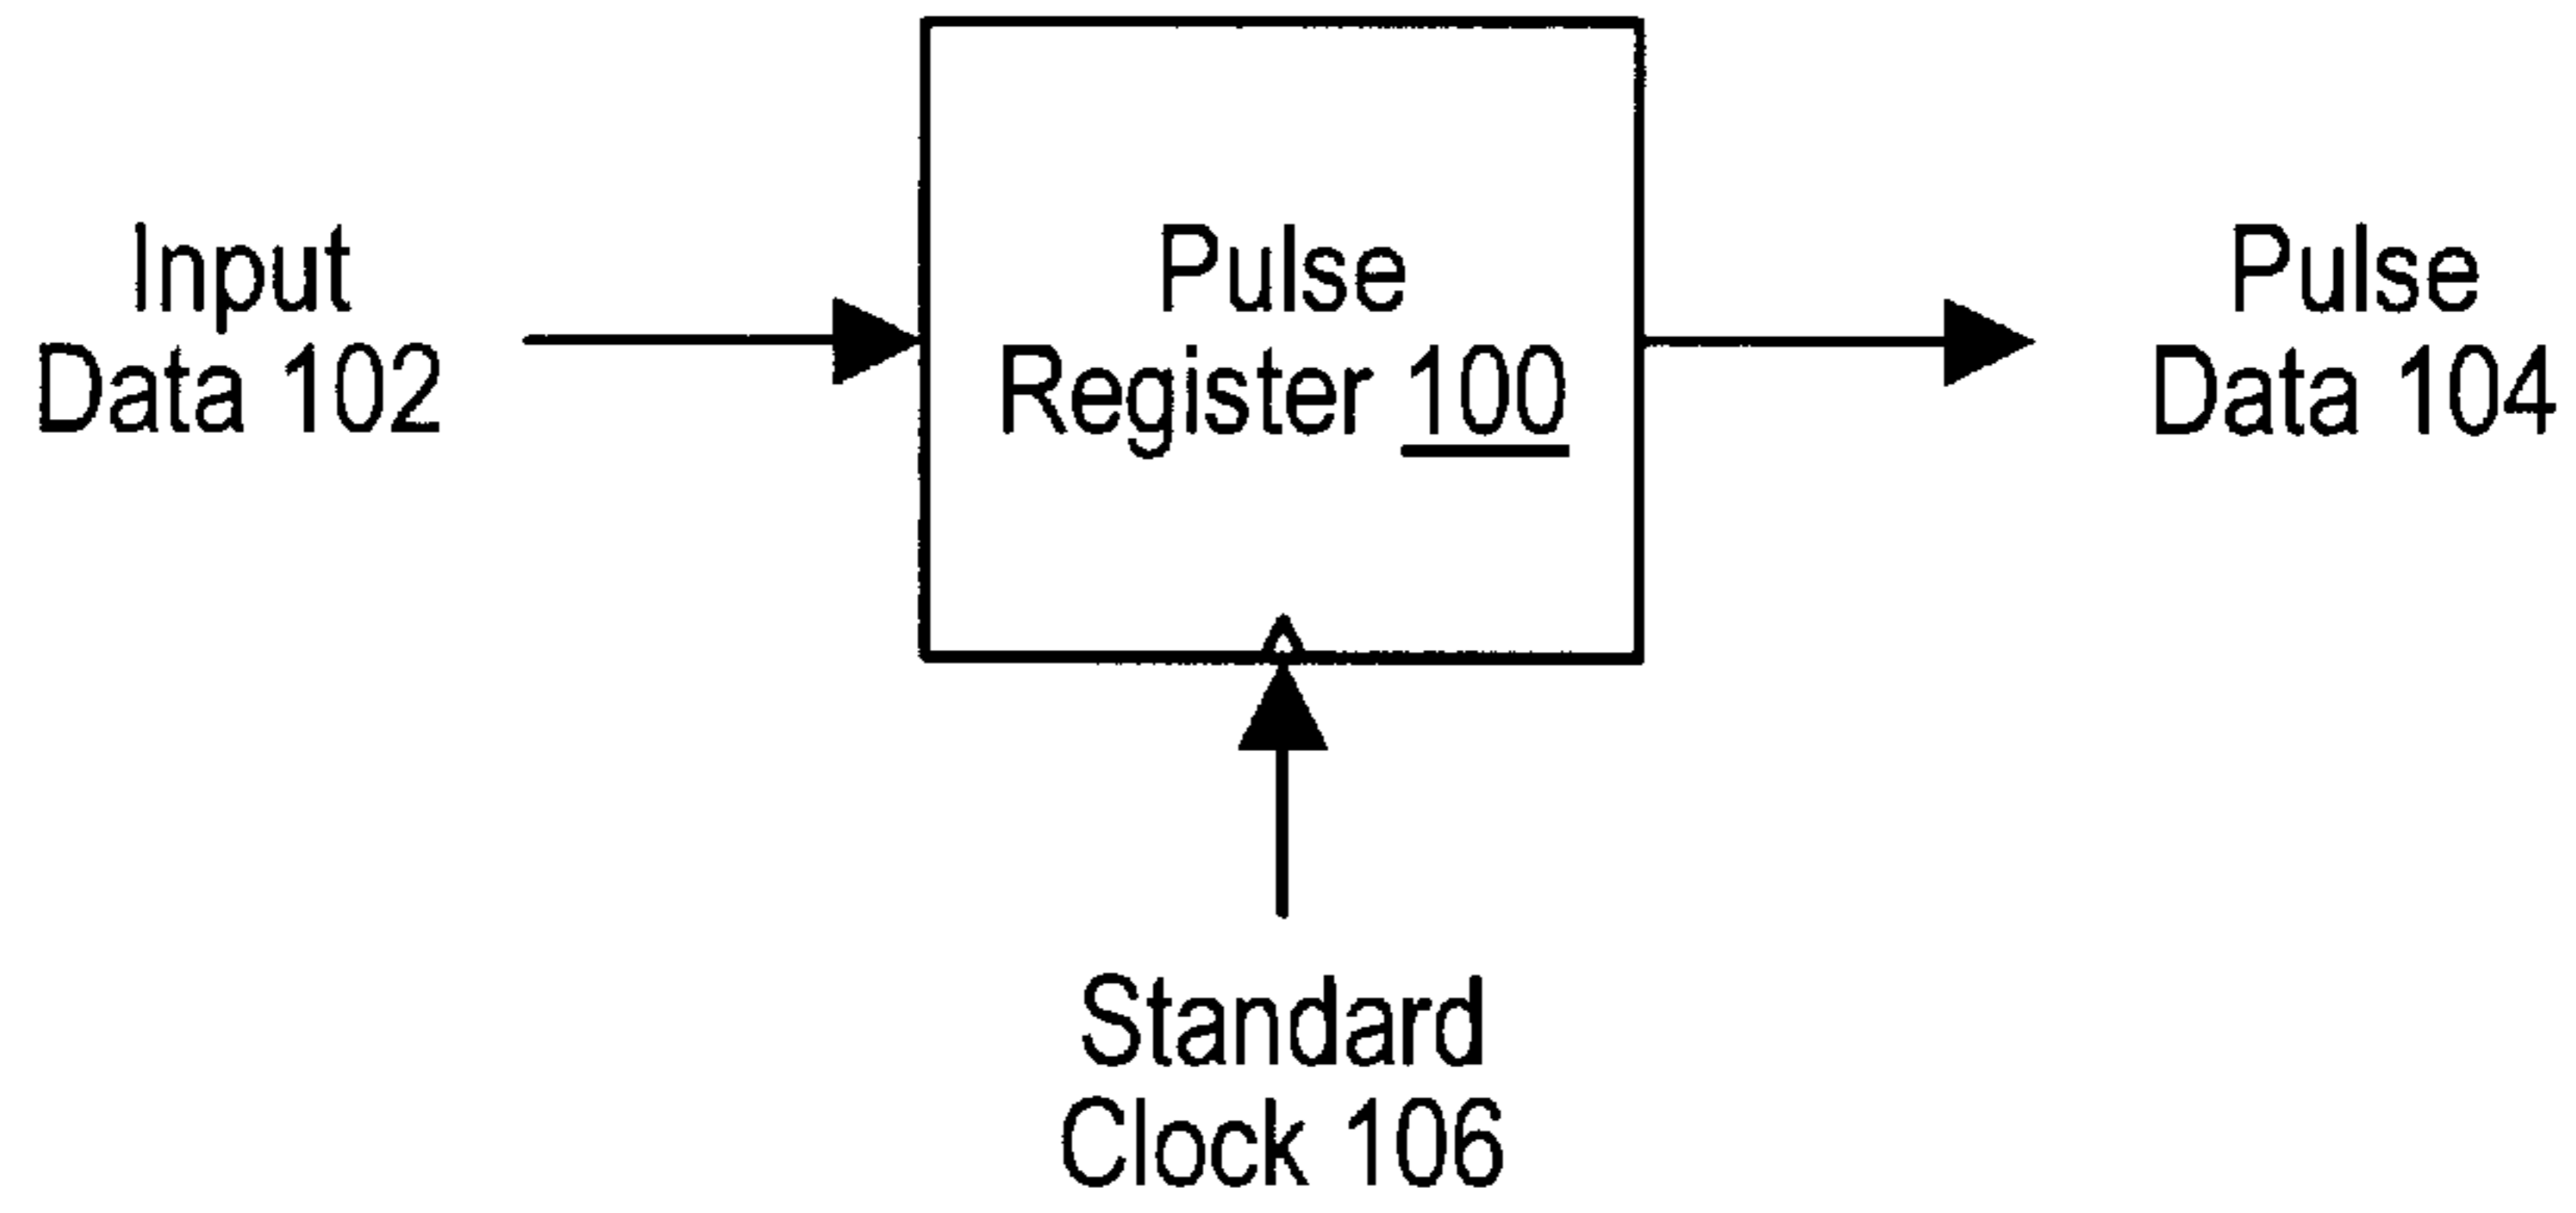 Input
Data 102
Pulse
Register 100
Pulse
Data 104
Standard
Clock 106